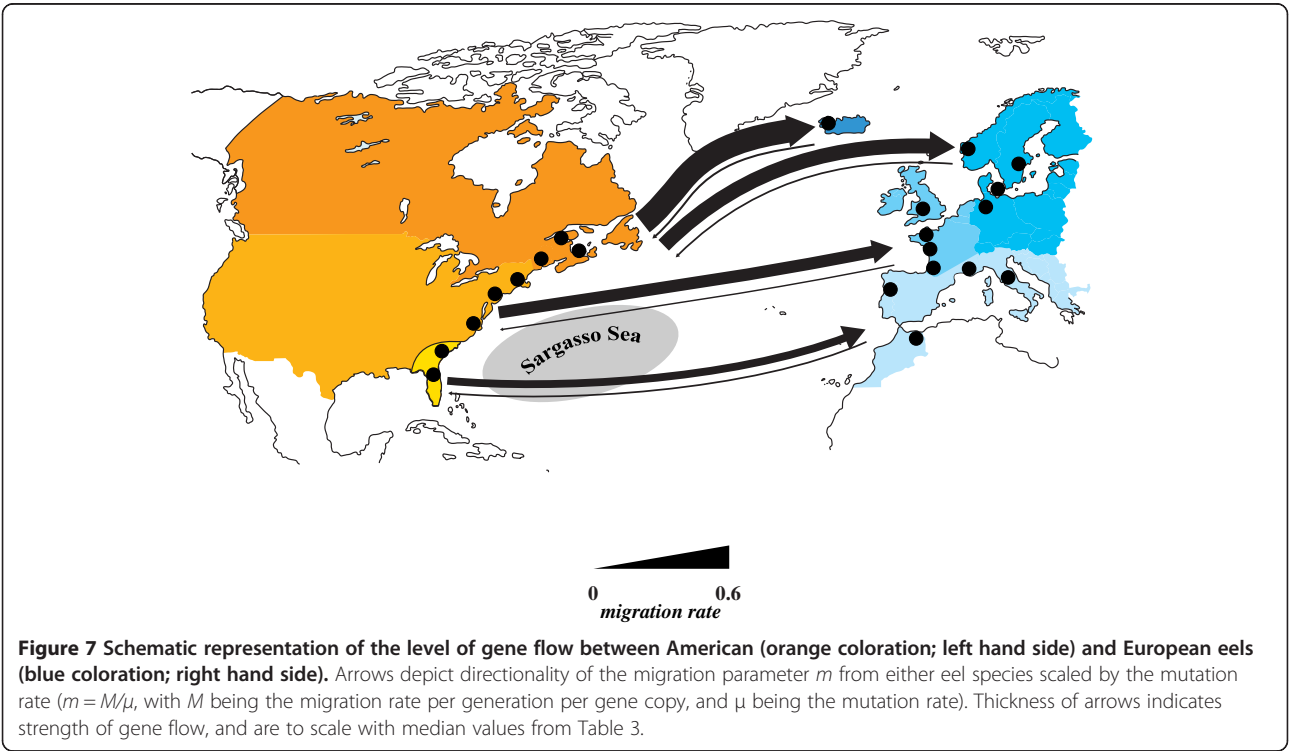 Sargasso Sea
0 0.6
migration rate
Figure 7 Schematic representation of the level of gene flow between American (orange coloration; left hand side) and European eels
(blue coloration; right hand side). Arrows depict directionality of the migration parameter m from either eel species scaled by the mutation
rate (m = M/μ, with M being the migration rate per generation per gene copy, and μ being the mutation rate). Thickness of arrows indicates
strength of gene flow, and are to scale with median values from Table 3.